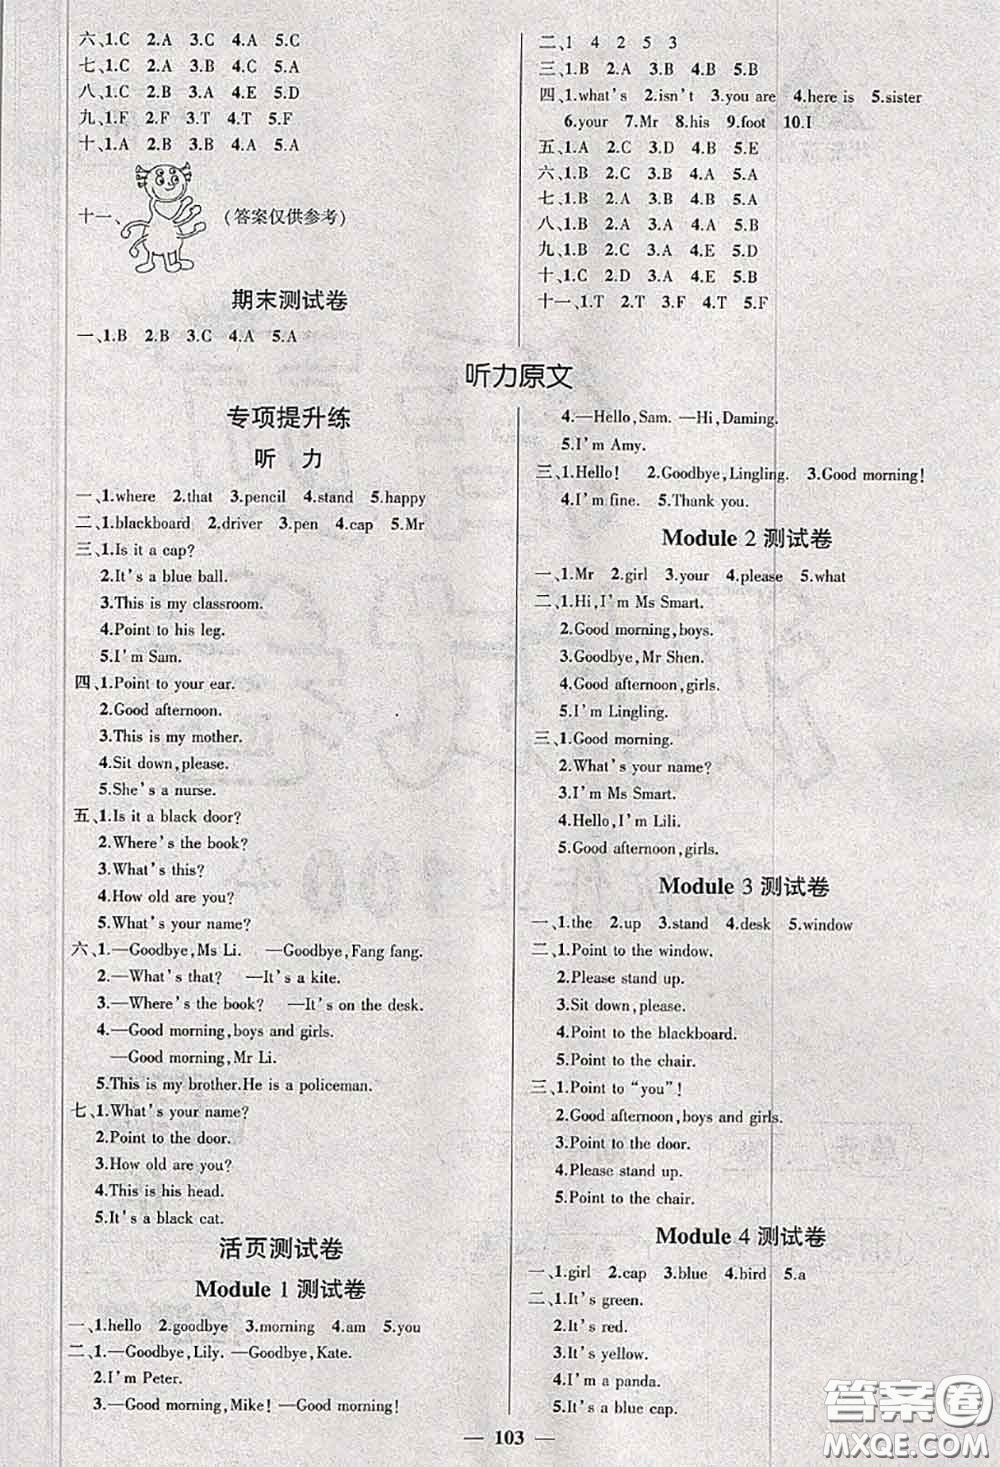 六、1.C 2.A 3.C 4.A 5.C
七、1.C 2.A 3.B 4.C 5.A
八、1.C 2.B 3.A 4.E 5.D
九、1.F 2.F 3.T 4.T 5.F
十、1.A 2.B 3.C 4.B 5.A
十一、 (答案仅供参考)
期末测试卷
一、1.B 2.B 3.C 4.A 5.A
二、1 4 2 5 3
三、1.B 2.A 3.B 4.B 5.B
四、1.what's 2.isn't 3.you are 4.here is 5.sister
6.your 7.Mr 8.his 9.foot 10.I
五、1.A 2.C 3.D 4.B 5.E
六、1.B 2.B 3.A 4.A 5.B
七、1.B 2.A 3.B 4.A 5.B
八、1.A 2.B 3.A 4.B 5.B
九、1.B 2.C 3.A 4.E 5.D
十、1.C 2.D 3.A 4.E 5.B
十一、1.T 2.T 3.F 4.T 5.F
听力原文
专项提升练
听 力
一、1.where 2.that 3.pencil 4.stand 5.happy
二、1.blackboard 2.driver 3.pen 4.cap 5.Mr
三、1.Is it a cap?
2.It's a blue ball.
3.This is my classroom.
4.Point to his leg.
5.I'm Sam.
四、1.Point to your ear.
2.Good afternoon.
3.This is my mother.
4.Sit down,please.
5.She's a nurse.
五、1.Is it a black door?
2.Where's the book?
3.What's this?
4.How old are you?
5.What's your name?
六、1.—Goodbye,Ms Li. —Goodbye,Fang fang.
2.—What's that? —It's a kite.
3.—Where's the book? —It's on the desk.
4.—Good morning,boys and girls.
—Good morning,Mr Li.
5.This is my brother.He is a policeman.
七、1.What's your name?
2.Point to the door.
3.How old are you?
4.This is his head.
5.It's a black cat.
活页测试卷
Module 1 测试卷
一、1.hello 2.goodbye 3.morning 4.am 5.you
二、1.—Goodbye,Lily. —Goodbye,Kate.
2.I'm Peter.
3.—Good morning,Mike! —Good morning!
4.—Hello,Sam. —Hi,Daming.
5.I'm Amy.
三、1.Hello! 2.Goodbye,Lingling. 3.Good morning!
4.I'm fine. 5.Thank you.
Module 2 测试卷
一、1.Mr 2.girl 3.your 4.please 5.what
二、1.Hi,I'm Ms Smart.
2.Good morning,boys.
3.Goodbye,Mr Shen.
4.Good afternoon,girls.
5.I'm Lingling.
三、1.Good morning.
2.What's your name?
3.I'm Ms Smart.
4.Hello,I'm Lili.
5.Good afternoon,girls.
Module 3 测试卷
一、1.the 2.up 3.stand 4.desk 5.window
二、1.Point to the window.
2.Please stand up.
3.Sit down,please.
4.Point to the blackboard.
5.Point to the chair.
三、1.Point to “you”!
2.Good afternoon,boys and girls.
3.Point to the door.
4.Please stand up.
5.Point to the chair.
Module 4 测试卷
一、1.girl 2.cap 3.blue 4.bird 5.a
二、1.It's green.
2.It's red.
3.It's yellow.
4.I'm a panda.
5.It's a blue cap.
— 103 —
答案圈
MXQE.COM